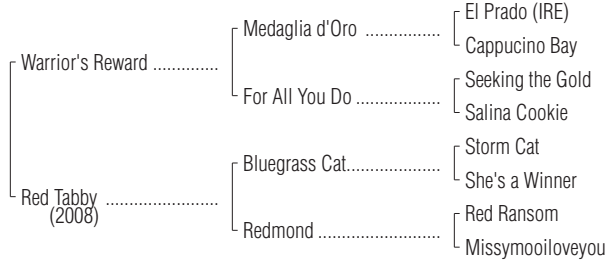 El Prado (IRE)
Medaglia d'Oro ..................
Cappucino Bay
Warrior's Reward ..............
Seeking the Gold
For All You Do ....................
Salina Cookie
Storm Cat
Bluegrass Cat......................
She's a Winner
Red Tabby ........................
(2008)
Red Ransom
Redmond ...........................
Missymooiloveyou